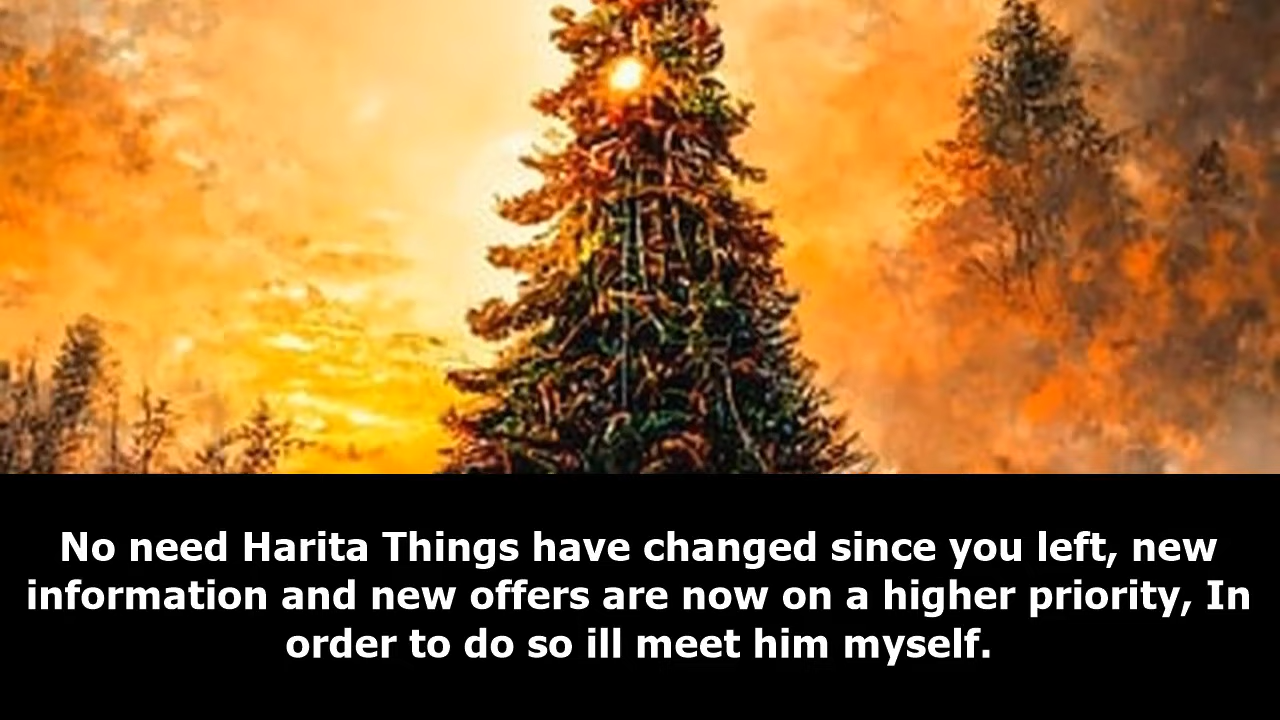 No need Harita Things have changed since you left, new
information and new offers are now on a higher priority, In
order to do so ill meet him myself.